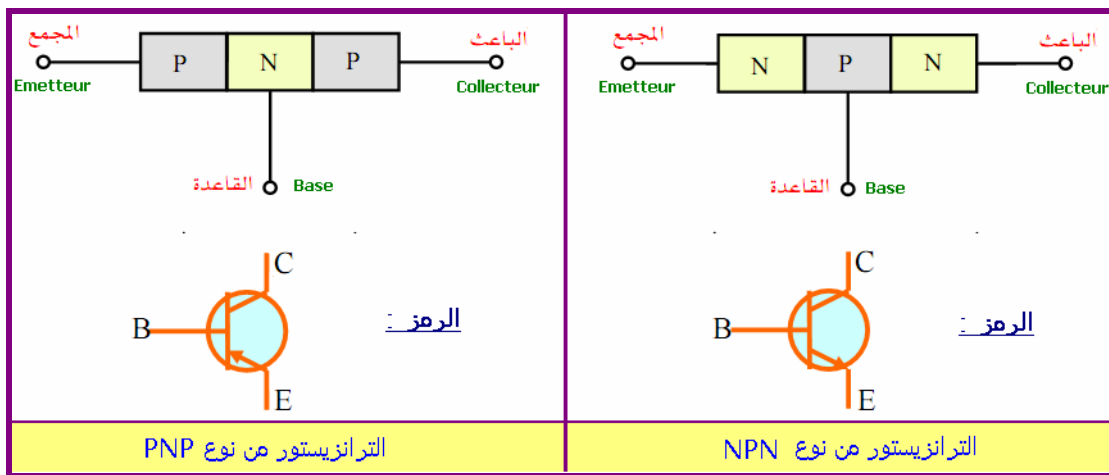 المجمع
الباعث
P N P
Emetteur
Collecteur
القاعدة Base
C
B
الرمز :
E
الترانزيستور من نوع PNP
المجمع
الباعث
N P N
Emetteur
Collecteur
القاعدة Base
C
B
الرمز :
E
الترانزيستور من نوع NPN